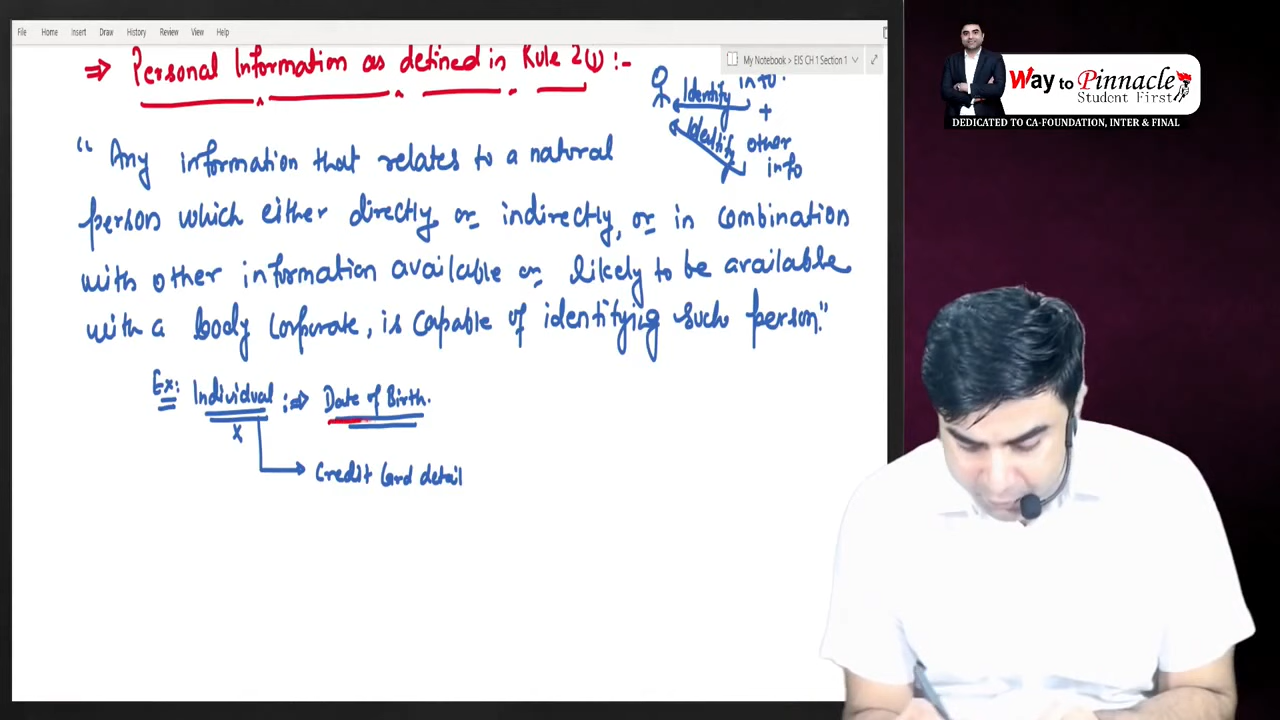 File Home Insert Draw History Review View Help
⇒ Personal Information as defined in Rule 2(i) :-
My Notebook > EIS CH 1 Section 1
info.
Identify
+
Identify other
info
" Any information that relates to a natural
person which either directly or indirectly, or in combination
with other information available or likely to be available
with a body corporate, is capable of identifying such person."
Ex: Individual :⇒ Date of Birth.
x
Credit Card detail
Way to Pinnacle
Student First
DEDICATED TO CA-FOUNDATION, INTER & FINAL